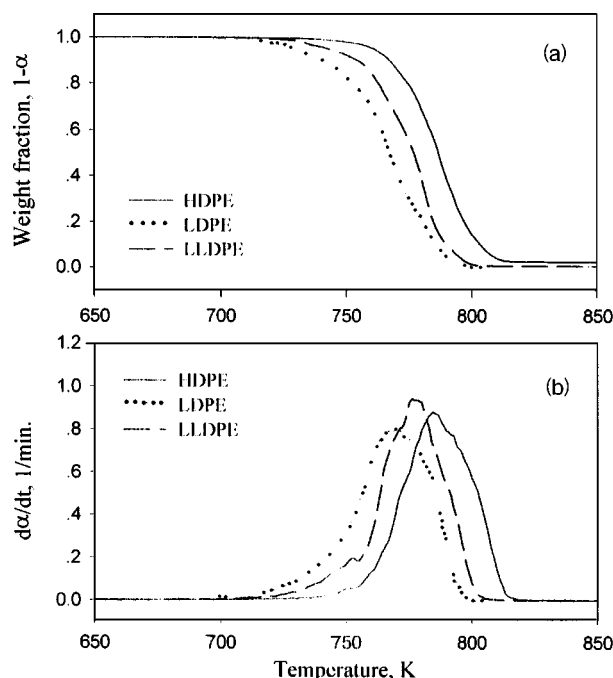 (a)
1.0
.8
.6
.4
.2
0.0
Weight fraction, 1-α
HDPE
LDPE
LLDPE
650 700 750 800 850
(b)
1.2
1.0
.8
.6
.4
.2
0.0
dα/dt, 1/min.
HDPE
LDPE
LLDPE
650 700 750 800 850
Temperature, K